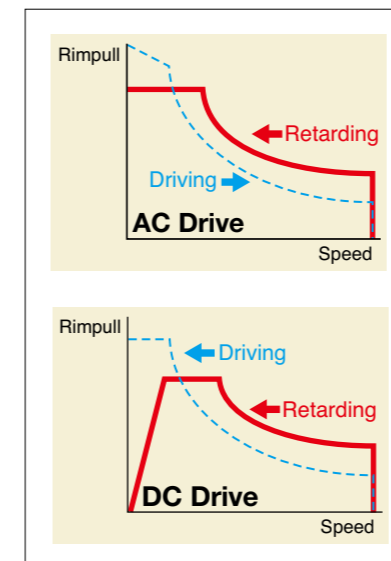 Rimpull
Retarding
Driving
AC Drive
Speed
Rimpull
Driving
Retarding
DC Drive
Speed